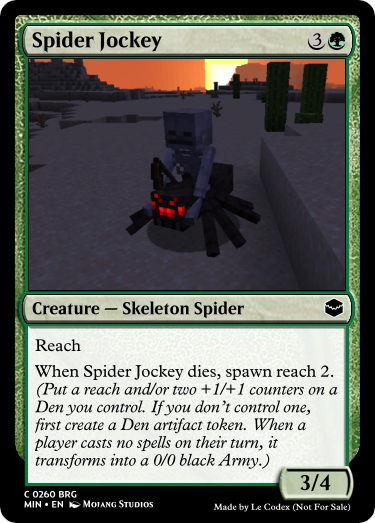 Spider Jockey 3
Creature — Skeleton Spider
Reach
When Spider Jockey dies, spawn reach 2.
(Put a reach and/or two +1/+1 counters on
a Den you control. If you don't control one,
first create a Den artifact token. When a
player casts no spells on their turn, it
transforms into a 0/0 black Army.)
3/4
C 0260 BRG
MIN • EN Mojang Studios
Made by Le Codex (Not For Sale)